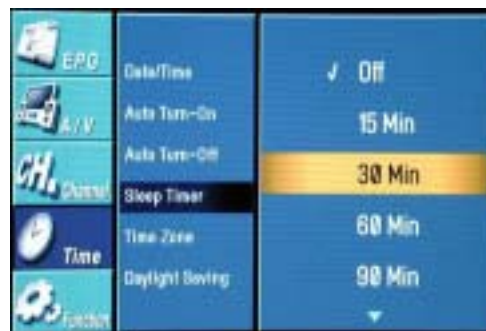 EPG
A/V
CH. Channel
Time
Function
Date/Time
Auto Turn-On
Auto Turn-Off
Sleep Timer
Time Zone
Daylight Saving
✓ Off
15 Min
30 Min
60 Min
90 Min